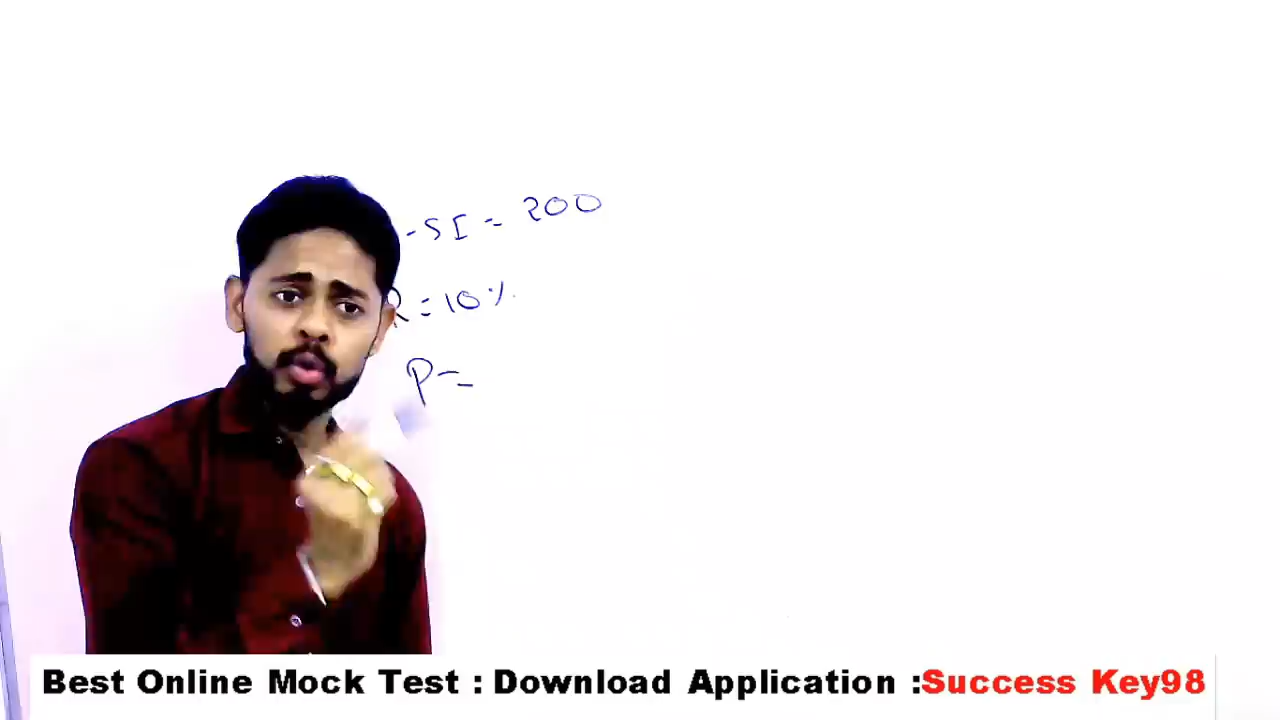 -SI = 200
R = 10%
P =
Best Online Mock Test : Download Application :Success Key98